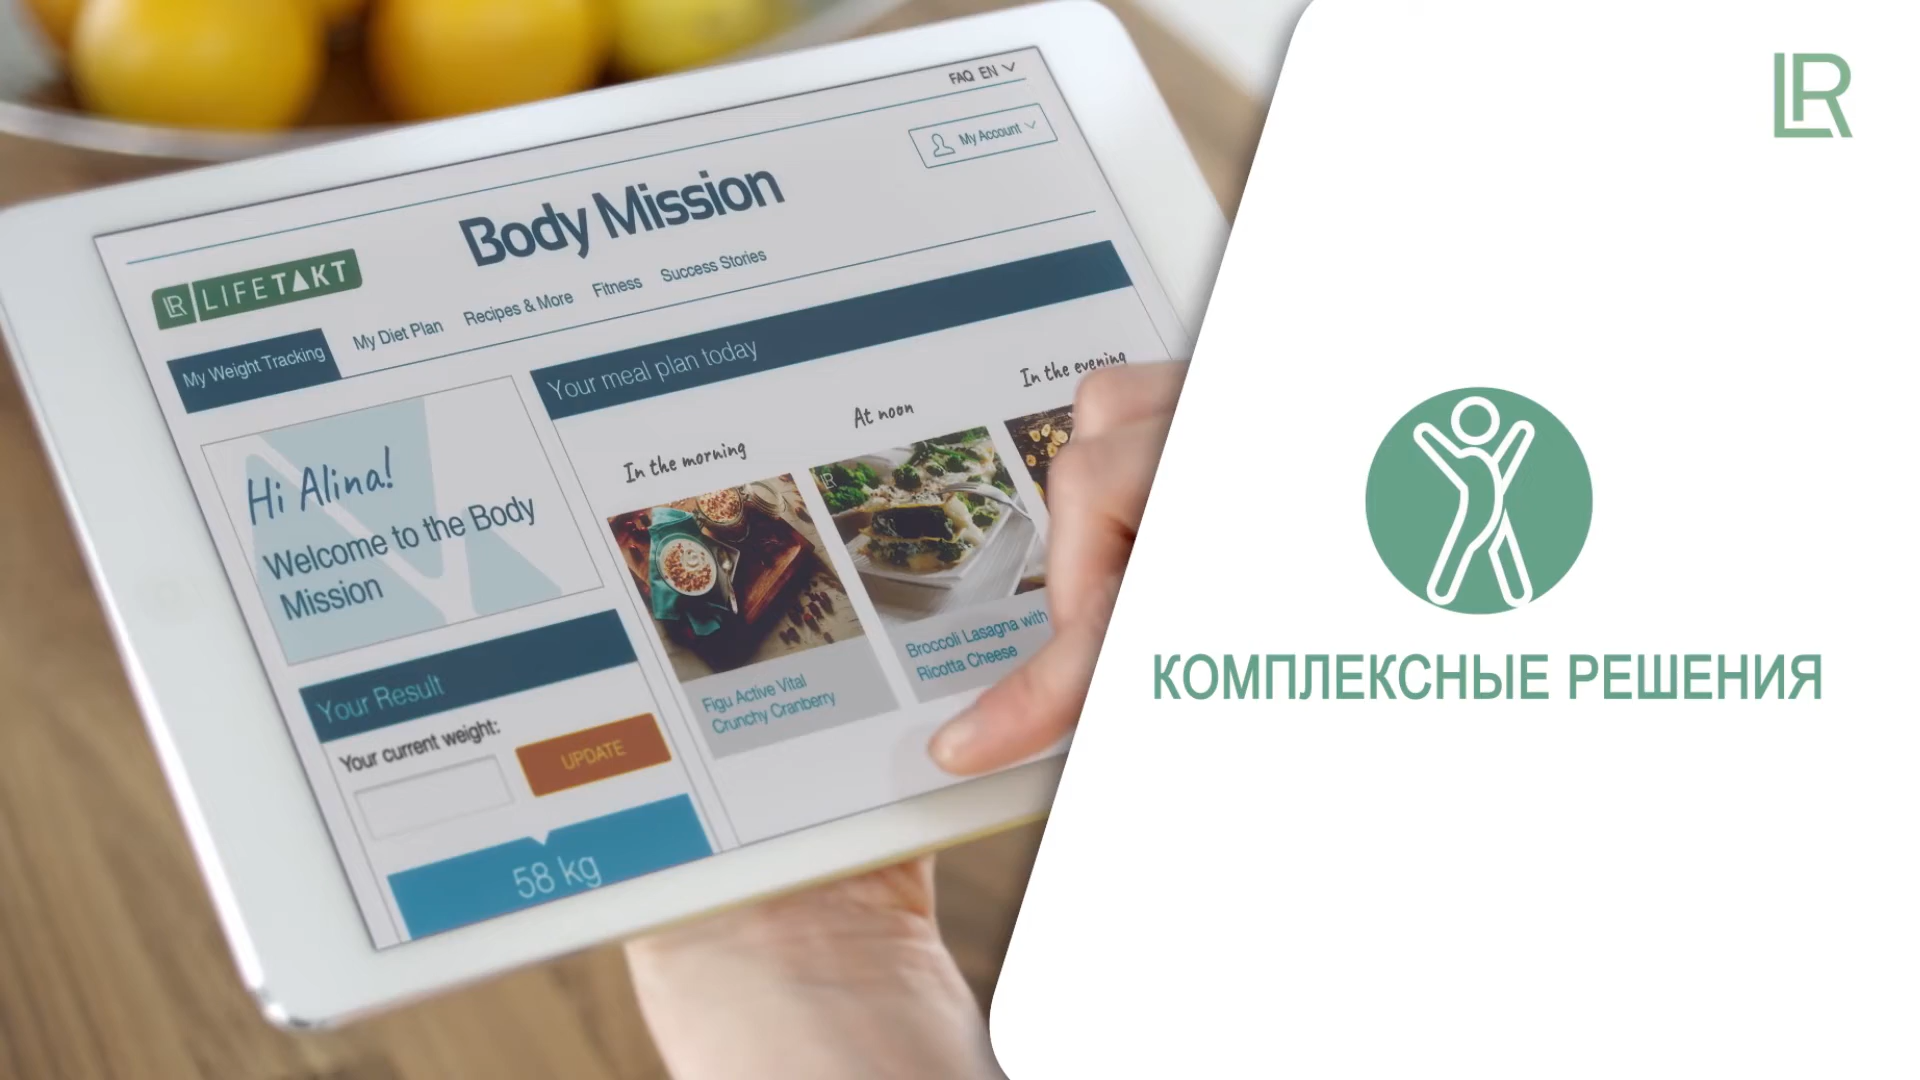 FAQ EN
My Account
Body Mission
LR LIFETAKT
My Weight Tracking
My Diet Plan
Recipes & More
Fitness
Success Stories
Hi Alina!
Welcome to the Body
Mission
Your meal plan today
In the morning
At noon
In the evening
Figu Active Vital
Crunchy Cranberry
Broccoli Lasagna with
Ricotta Cheese
Your Result
Your current weight:
UPDATE
58 kg
LR
КОМПЛЕКСНЫЕ РЕШЕНИЯ